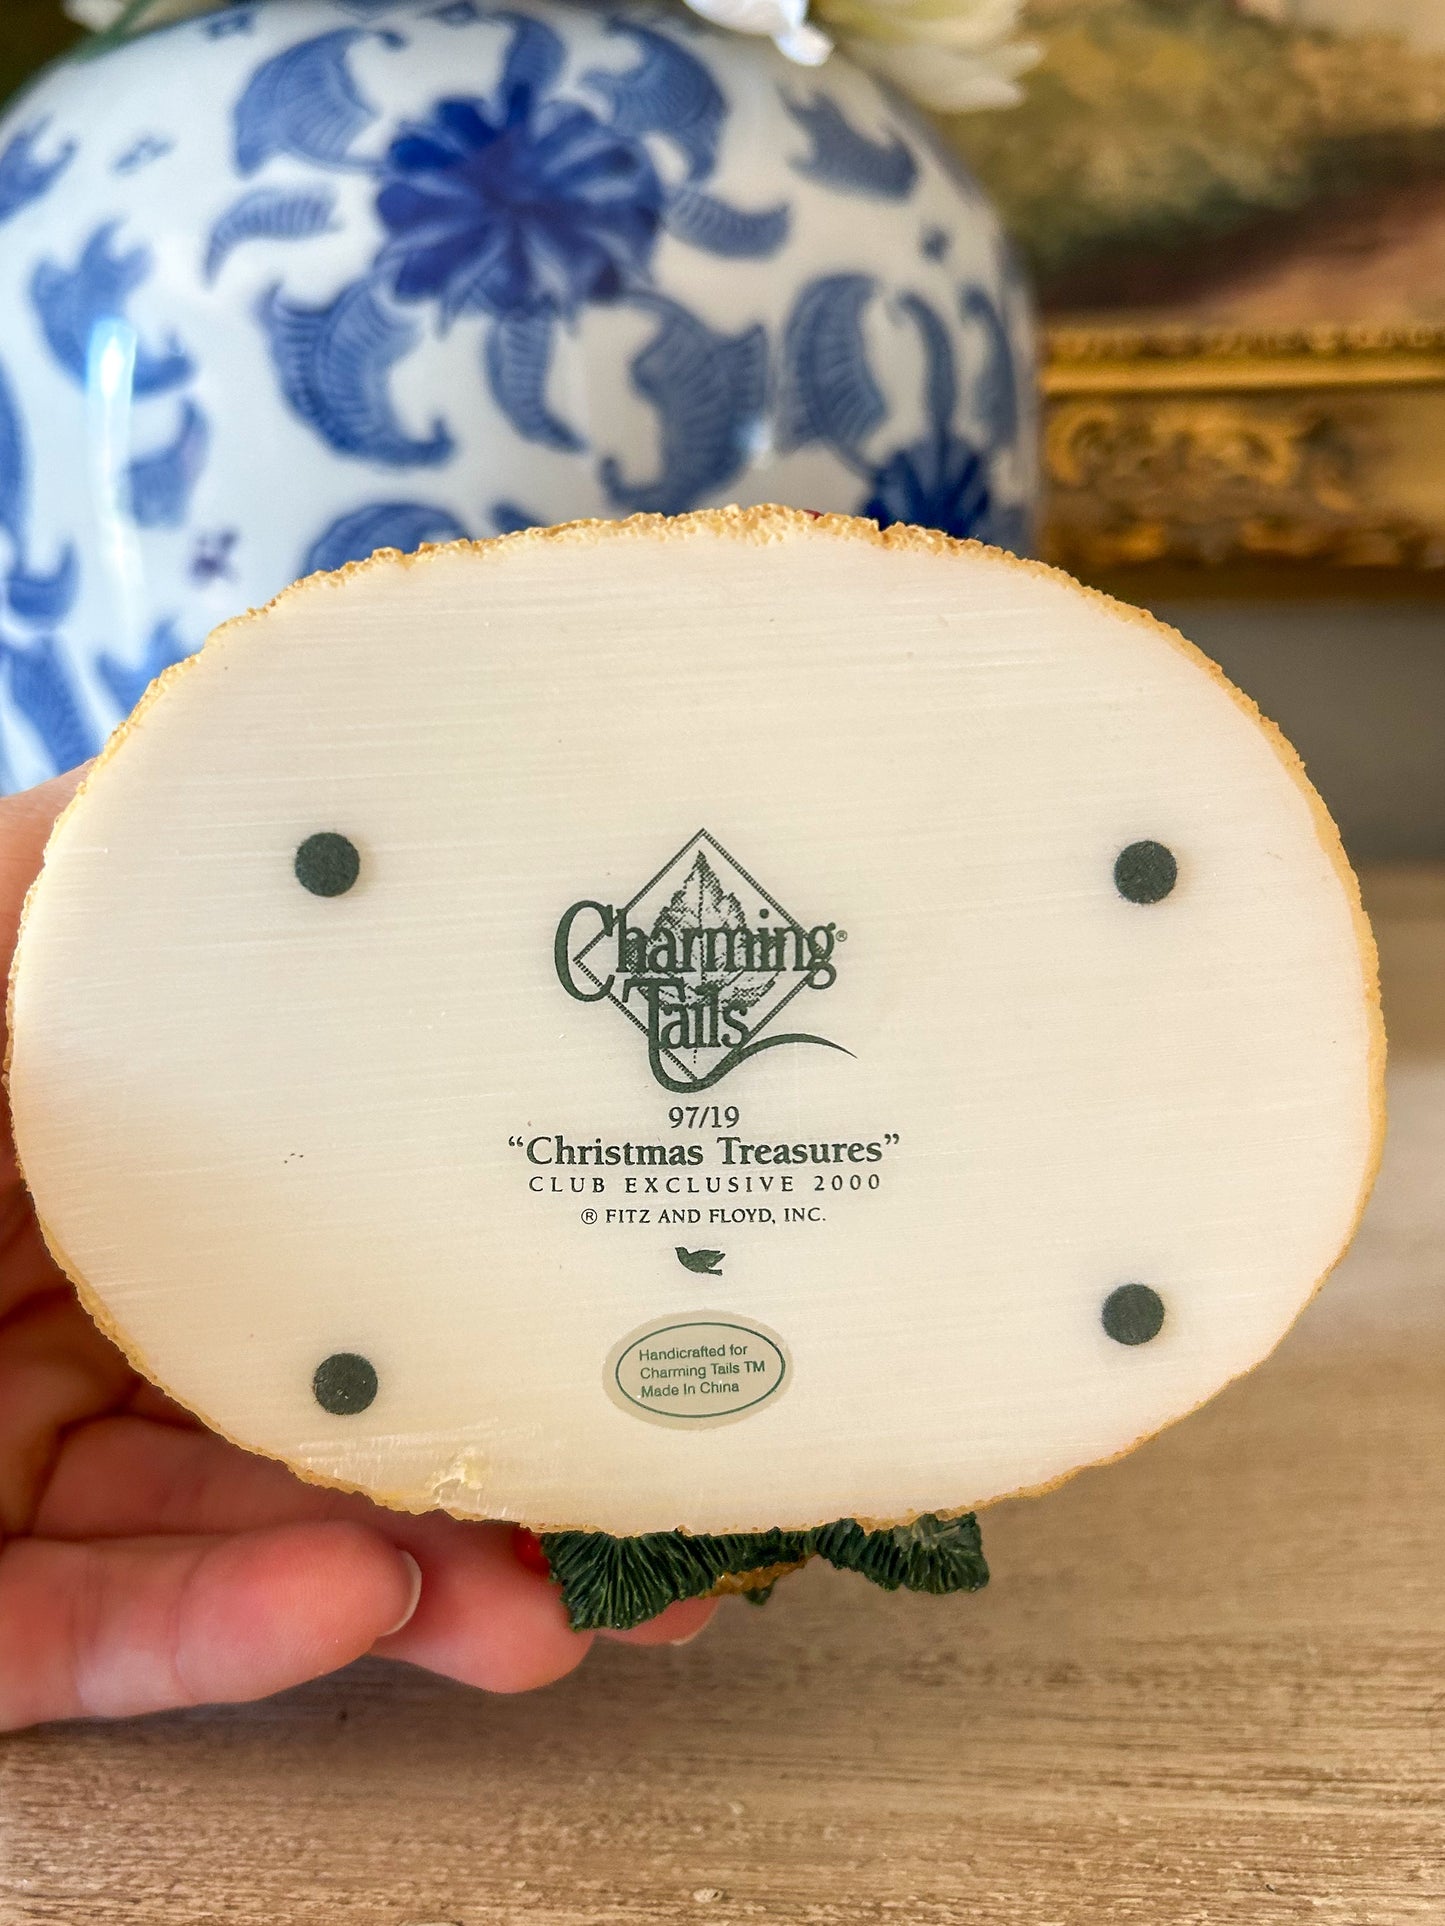 Charming®
Tails
97/19
“Christmas Treasures”
CLUB EXCLUSIVE 2000
® FITZ AND FLOYD, INC.
Handicrafted for
Charming Tails TM
Made In China